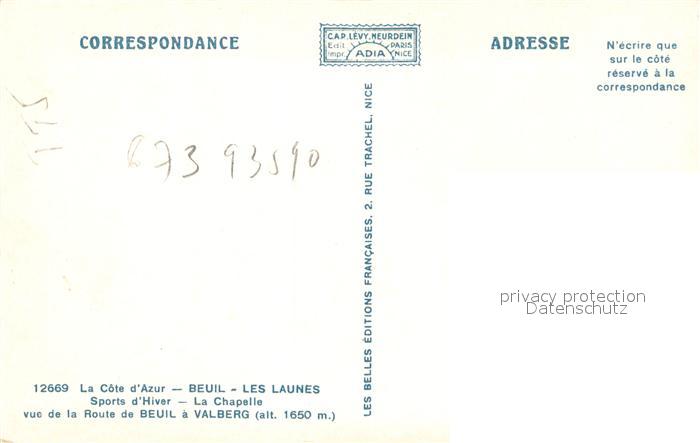 CORRESPONDANCE
C.A.P. LÉVY. NEURDEIN
Edit. PARIS
Impr. ADIA NICE
ADRESSE
N'écrire que
sur le côté
réservé à la
correspondance
175
67393590
LES BELLES ÉDITIONS FRANÇAISES, 2, RUE TRACHEL, NICE
privacy protection
Datenschutz
12669 La Côte d'Azur — BEUIL - LES LAUNES
Sports d'Hiver — La Chapelle
vue de la Route de BEUIL à VALBERG (alt. 1650 m.)